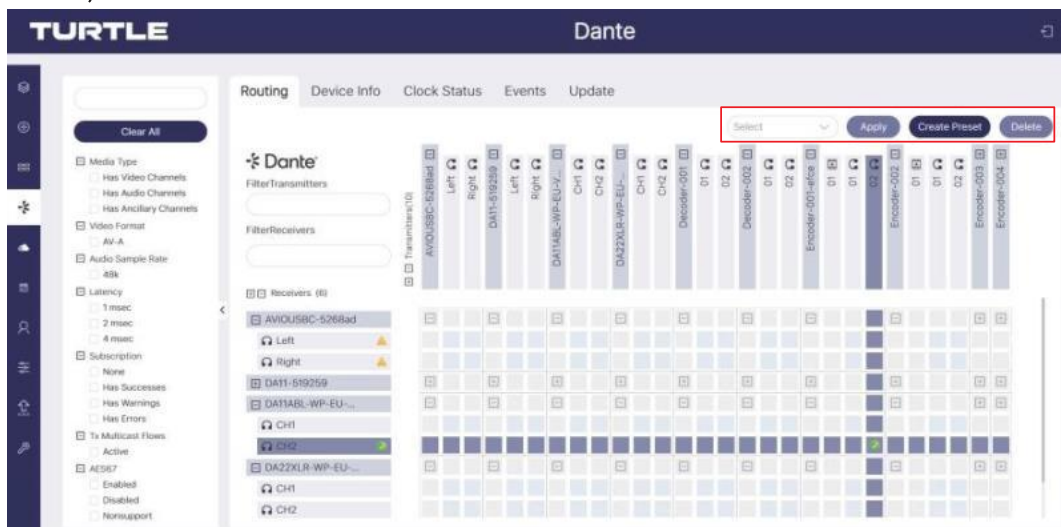 TURTLE
Dante
Routing Device Info Clock Status Events Update
Select Apply Create Preset Delete
Clear All
Media Type
Has Video Channels
Has Audio Channels
Has Ancillary Channels
Video Format
AV-A
Audio Sample Rate
48k
Latency
1 msec
2 msec
4 msec
Subscription
None
Has Successes
Has Warnings
Has Errors
Tx Multicast Flows
Active
AES67
Enabled
Disabled
Nonsupport
Dante
FilterTransmitters
FilterReceivers
Receivers (6)
Transmitters(10)
AVIOUSBC-5268ad
Left
Right
DA11-519259
Left
Right
DA11ABL-WP-EU-V...
CH1
CH2
DA22XLR-WP-EU-...
CH1
CH2
Decoder-001
01
02
Decoder-002
01
02
Encoder-001-efce
01
01
02
Encoder-002
01
01
02
Encoder-003
Encoder-004
AVIOUSBC-5268ad
Left
Right
DA11-519259
DA11ABL-WP-EU-...
CH1
CH2
DA22XLR-WP-EU-...
CH1
CH2